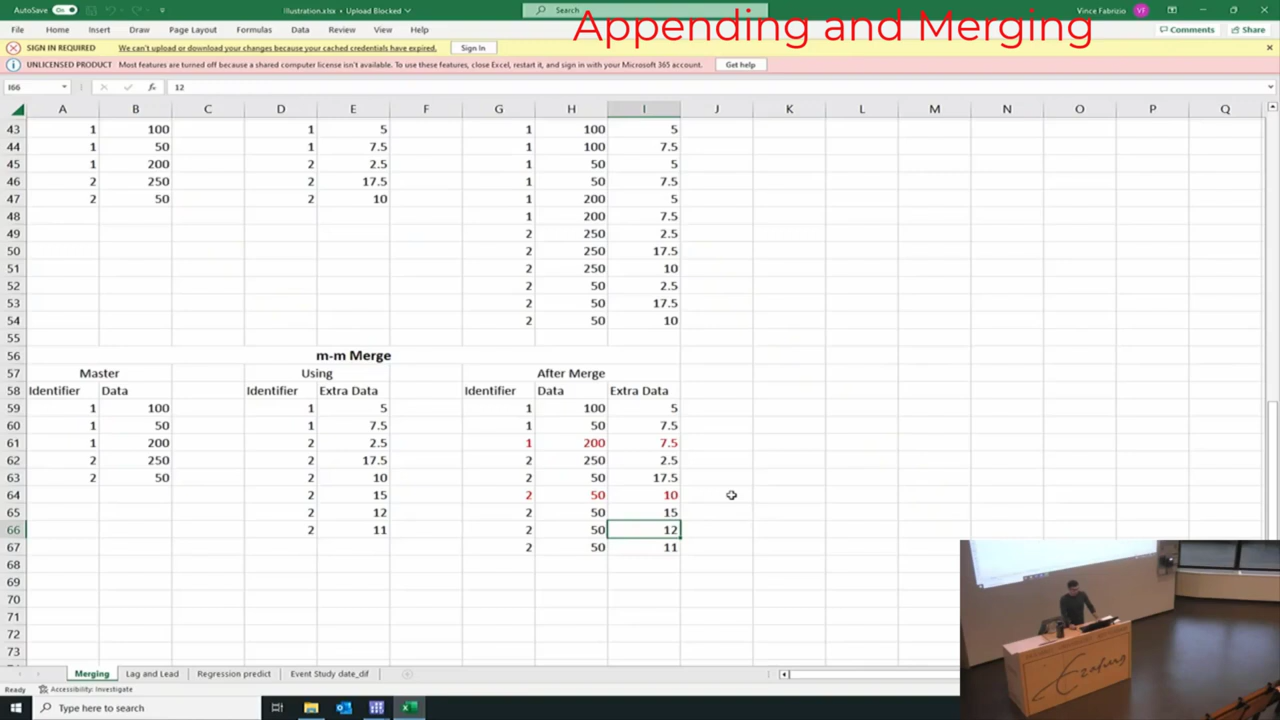 AutoSave On Illustration.xlsx • Upload Blocked Search Vince Fabrizio VF
Appending and Merging
File Home Insert Draw Page Layout Formulas Data Review View Help Comments Share
SIGN IN REQUIRED We can't upload or download your changes because your cached credentials have expired. Sign In
UNLICENSED PRODUCT Most features are turned off because a shared computer license isn't available. To use these features, close Excel, restart it, and sign in with your Microsoft 365 account. Get help
I66 fx 12
A B C D E F G H I J K L M N O P Q
43 1 100 1 5 1 100 5
44 1 50 1 7.5 1 100 7.5
45 1 200 2 2.5 1 50 5
46 2 250 2 17.5 1 50 7.5
47 2 50 2 10 1 200 5
48 1 200 7.5
49 2 250 2.5
50 2 250 17.5
51 2 250 10
52 2 50 2.5
53 2 50 17.5
54 2 50 10
55
56 m-m Merge
57 Master Using After Merge
58 Identifier Data Identifier Extra Data Identifier Data Extra Data
59 1 100 1 5 1 100 5
60 1 50 1 7.5 1 50 7.5
61 1 200 2 2.5 1 200 7.5
62 2 250 2 17.5 2 250 2.5
63 2 50 2 10 2 50 17.5
64 2 15 2 50 10
65 2 12 2 50 15
66 2 11 2 50 12
67 2 50 11
68
69
70
71
72
73
Merging Lag and Lead Regression predict Event Study date_dif
Ready Accessibility: Investigate
Type here to search
Erasmus